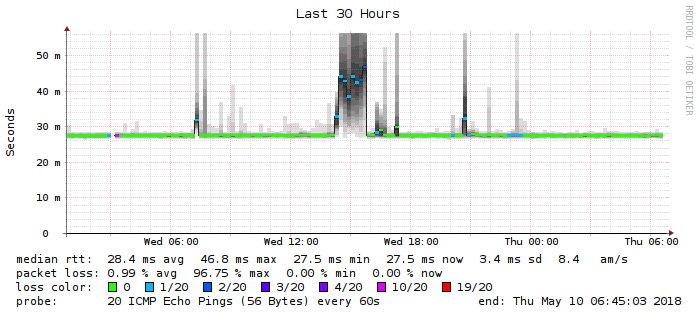 Last 30 Hours
RRDTOOL / TOBI OETIKER
Seconds
50 m
40 m
30 m
20 m
10 m
0
Wed 06:00 Wed 12:00 Wed 18:00 Thu 00:00 Thu 06:00
median rtt: 28.4 ms avg 46.8 ms max 27.5 ms min 27.5 ms now 3.4 ms sd 8.4 am/s
packet loss: 0.99 % avg 96.75 % max 0.00 % min 0.00 % now
loss color: 0 1/20 2/20 3/20 4/20 10/20 19/20
probe: 20 ICMP Echo Pings (56 Bytes) every 60s end: Thu May 10 06:45:03 2018